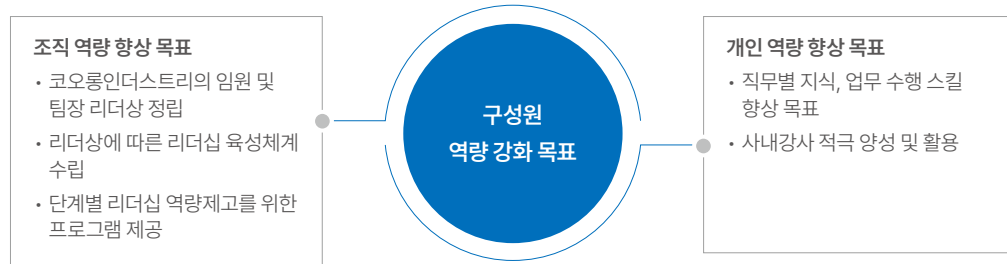 조직 역량 향상 목표
• 코오롱인더스트리의 임원 및
팀장 리더상 정립
• 리더상에 따른 리더십 육성체계
수립
• 단계별 리더십 역량제고를 위한
프로그램 제공
구성원
역량 강화 목표
개인 역량 향상 목표
• 직무별 지식, 업무 수행 스킬
향상 목표
• 사내강사 적극 양성 및 활용